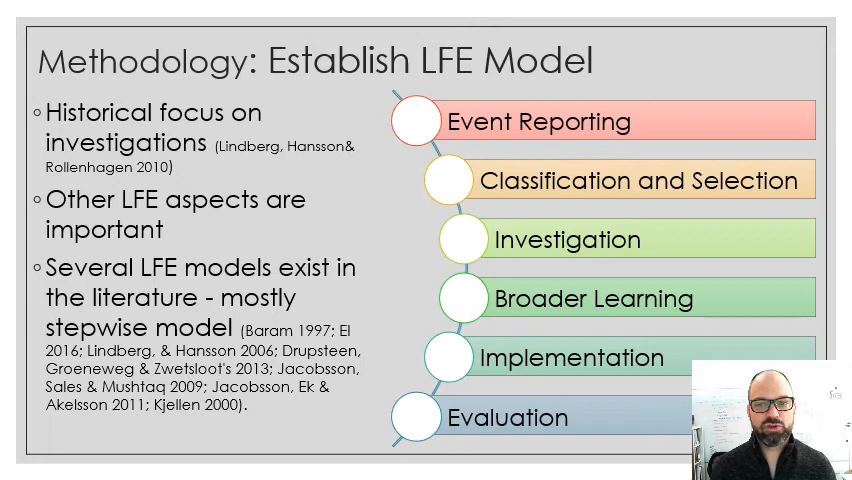 Methodology: Establish LFE Model
Historical focus on
investigations (Lindberg, Hansson&
Rollenhagen 2010)
Other LFE aspects are
important
Several LFE models exist in
the literature - mostly
stepwise model (Baram 1997; EI
2016; Lindberg, & Hansson 2006; Drupsteen,
Groeneweg & Zwetsloot's 2013; Jacobsson,
Sales & Mushtaq 2009; Jacobsson, Ek &
Akelsson 2011; Kjellen 2000).
Event Reporting
Classification and Selection
Investigation
Broader Learning
Implementation
Evaluation